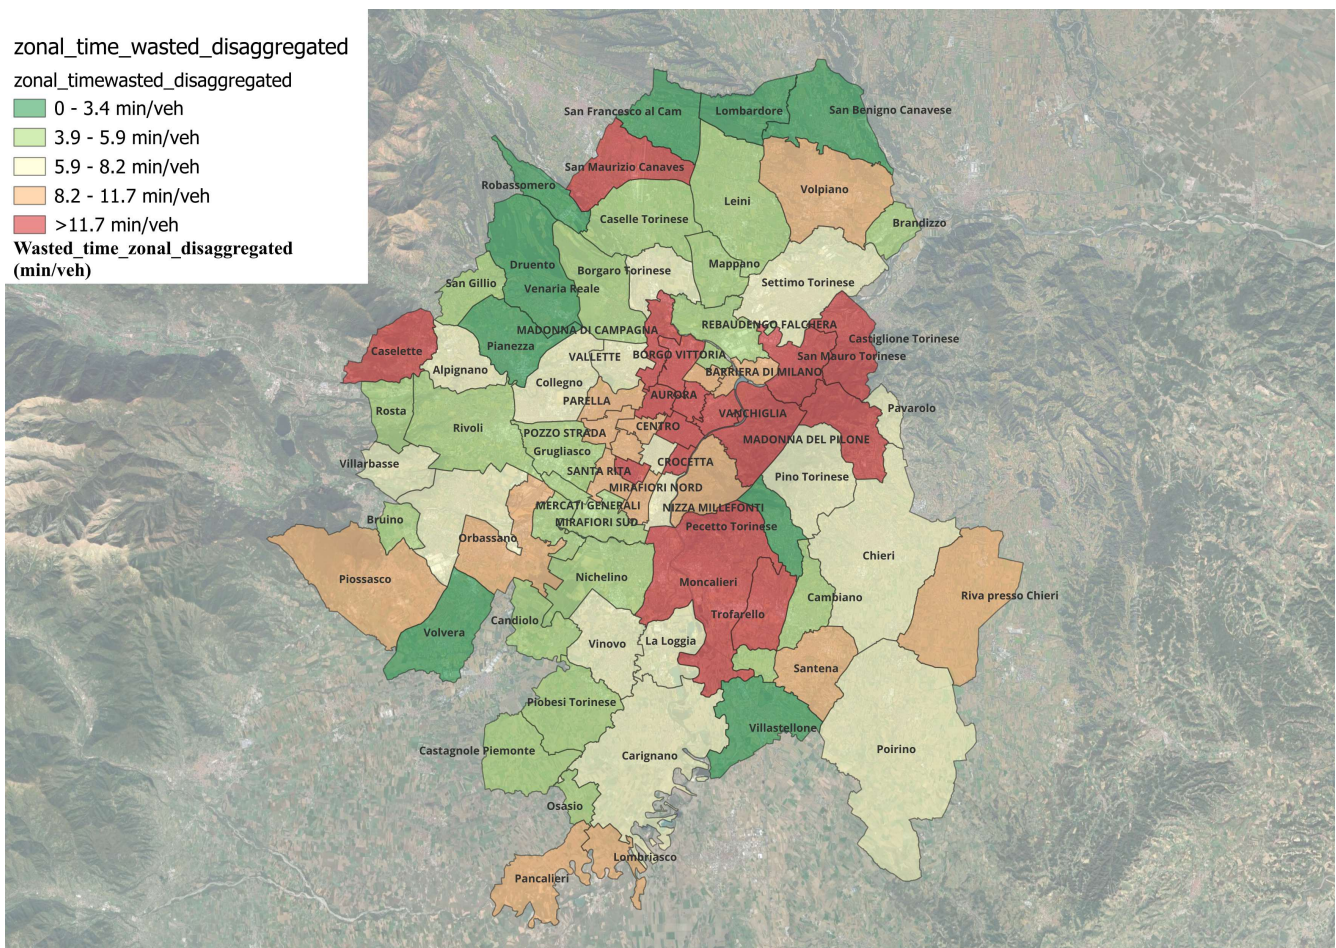 zonal_time_wasted_disaggregated
zonal_timewasted_disaggregated
0 - 3.4 min/veh
3.9 - 5.9 min/veh
5.9 - 8.2 min/veh
8.2 - 11.7 min/veh
>11.7 min/veh
Wasted_time_zonal_disaggregated
(min/veh)
San Francesco al Cam
Lombardore
San Benigno Canavese
San Maurizio Canaves
Robassomero
Volpiano
Leini
Caselle Torinese
Brandizzo
Druento
Borgaro Torinese
Mappano
San Gillio
Venaria Reale
Settimo Torinese
MADONNA DI CAMPAGNA
REBAUDENGO FALCHERA
Castiglione Torinese
Pianezza
Caselette
VALLETTE
BORGO VITTORIA
San Mauro Torinese
Alpignano
BARRIERA DI MILANO
Collegno
PARELLA
AURORA
Rosta
VANCHIGLIA
Pavarolo
Rivoli
POZZO STRADA
CENTRO
MADONNA DEL PILONE
Grugliasco
Villarbasse
SANTA RITA
CROCETTA
Pino Torinese
MIRAFIORI NORD
MERCATI GENERALI
NIZZA MILLEFONTI
Bruino
MIRAFIORI SUD
Pecetto Torinese
Orbassano
Chieri
Piossasco
Nichelino
Moncalieri
Cambiano
Riva presso Chieri
Trofarello
Candiolo
Volvera
Vinovo
La Loggia
Santena
Piobesi Torinese
Villastellone
Castagnole Piemonte
Carignano
Poirino
Osasio
Lombriasco
Pancalieri